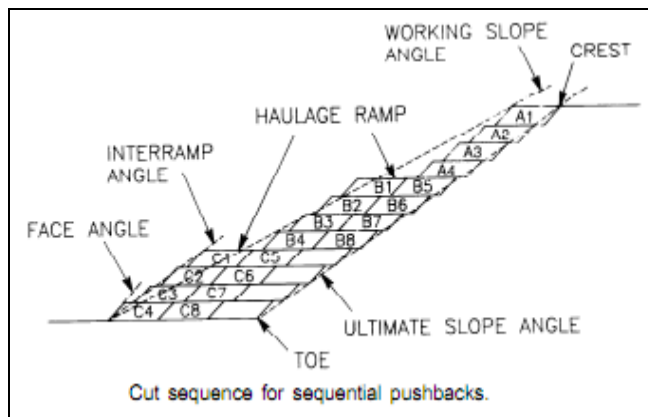 WORKING SLOPE
ANGLE
CREST
HAULAGE RAMP
A1
A2
INTERRAMP
ANGLE
A3
A4
B1 B5
B2 B6
FACE ANGLE
B3 B7
B4 B8
C1 C5
C2 C6
C3 C7
C4 C8
ULTIMATE SLOPE ANGLE
TOE
Cut sequence for sequential pushbacks.